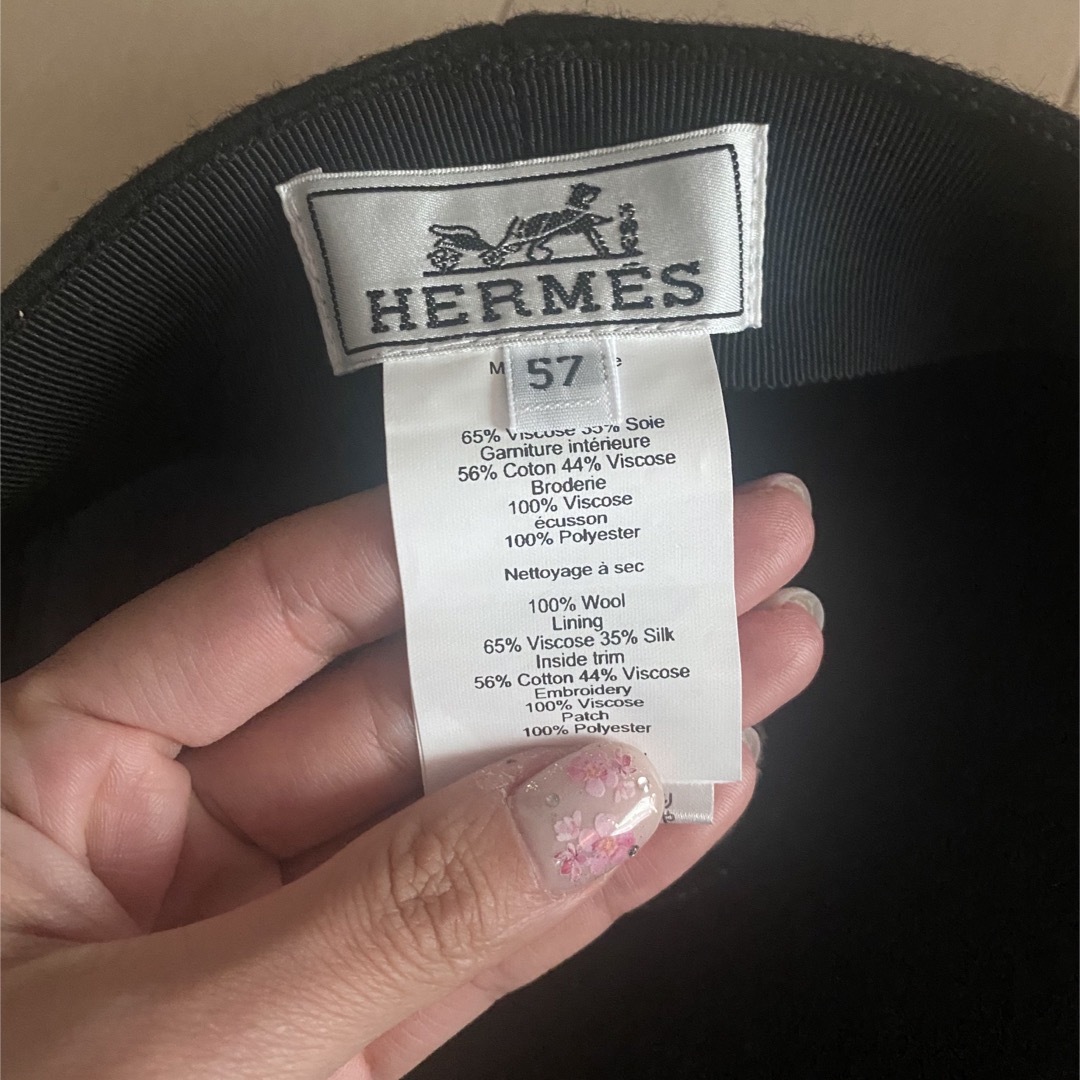 HERMÈS
57
65% Viscose 35% Soie
Garniture intérieure
56% Coton 44% Viscose
Broderie
100% Viscose
écusson
100% Polyester
Nettoyage à sec
100% Wool
Lining
65% Viscose 35% Silk
Inside trim
56% Cotton 44% Viscose
Embroidery
100% Viscose
Patch
100% Polyester